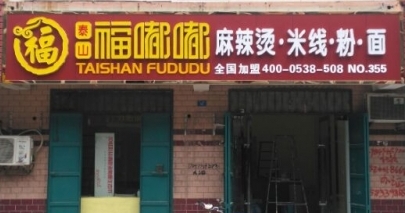 福
泰山
福嘟嘟
TAISHAN FUDUDU
麻辣烫·米线·粉·面
全国加盟400-0538-508 NO.355